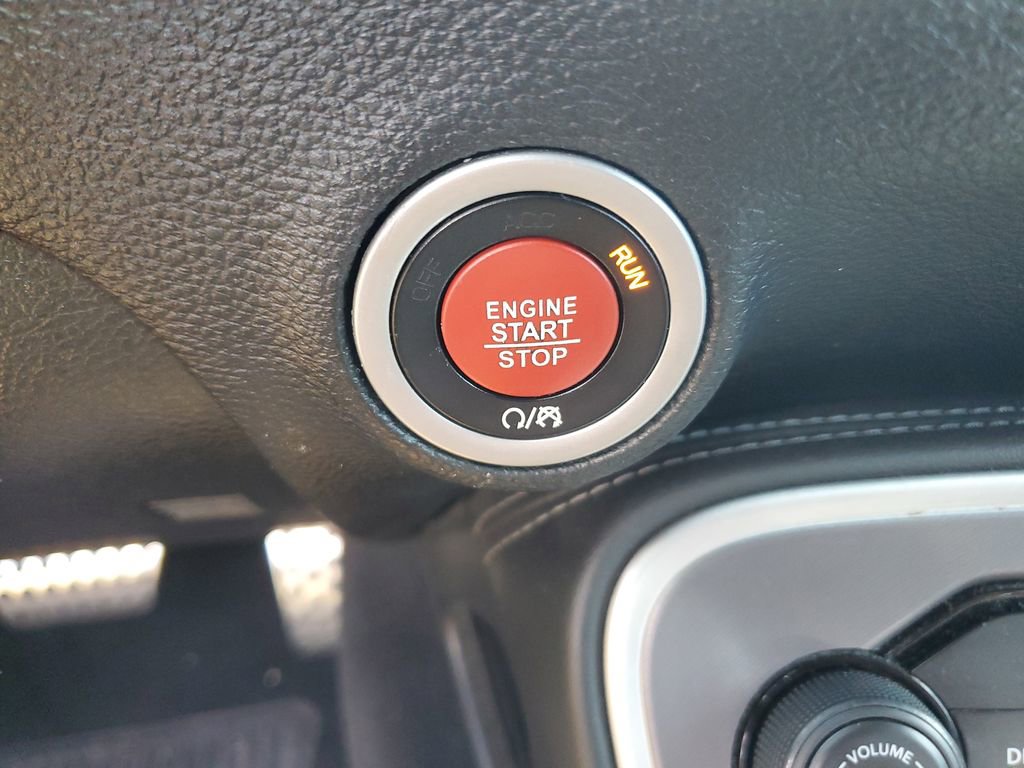 ACC
OFF
RUN
ENGINE
START
STOP
VOLUME